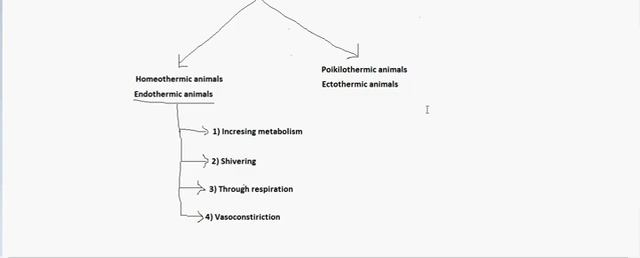 Homeothermic animals
Endothermic animals
Poikilothermic animals
Ectothermic animals
1) Incresing metabolism
2) Shivering
3) Through respiration
4) Vasoconstiriction